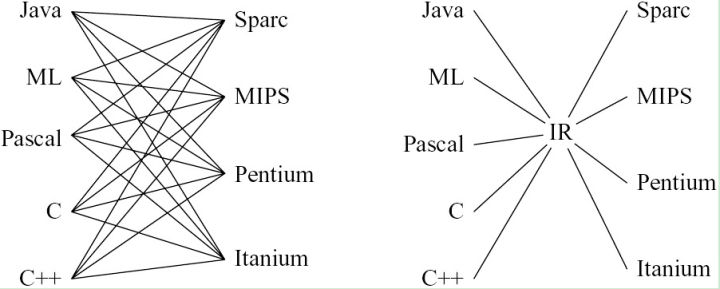 Java
ML
Pascal
C
C++
Sparc
MIPS
Pentium
Itanium
Java
ML
Pascal
C
C++
IR
Sparc
MIPS
Pentium
Itanium